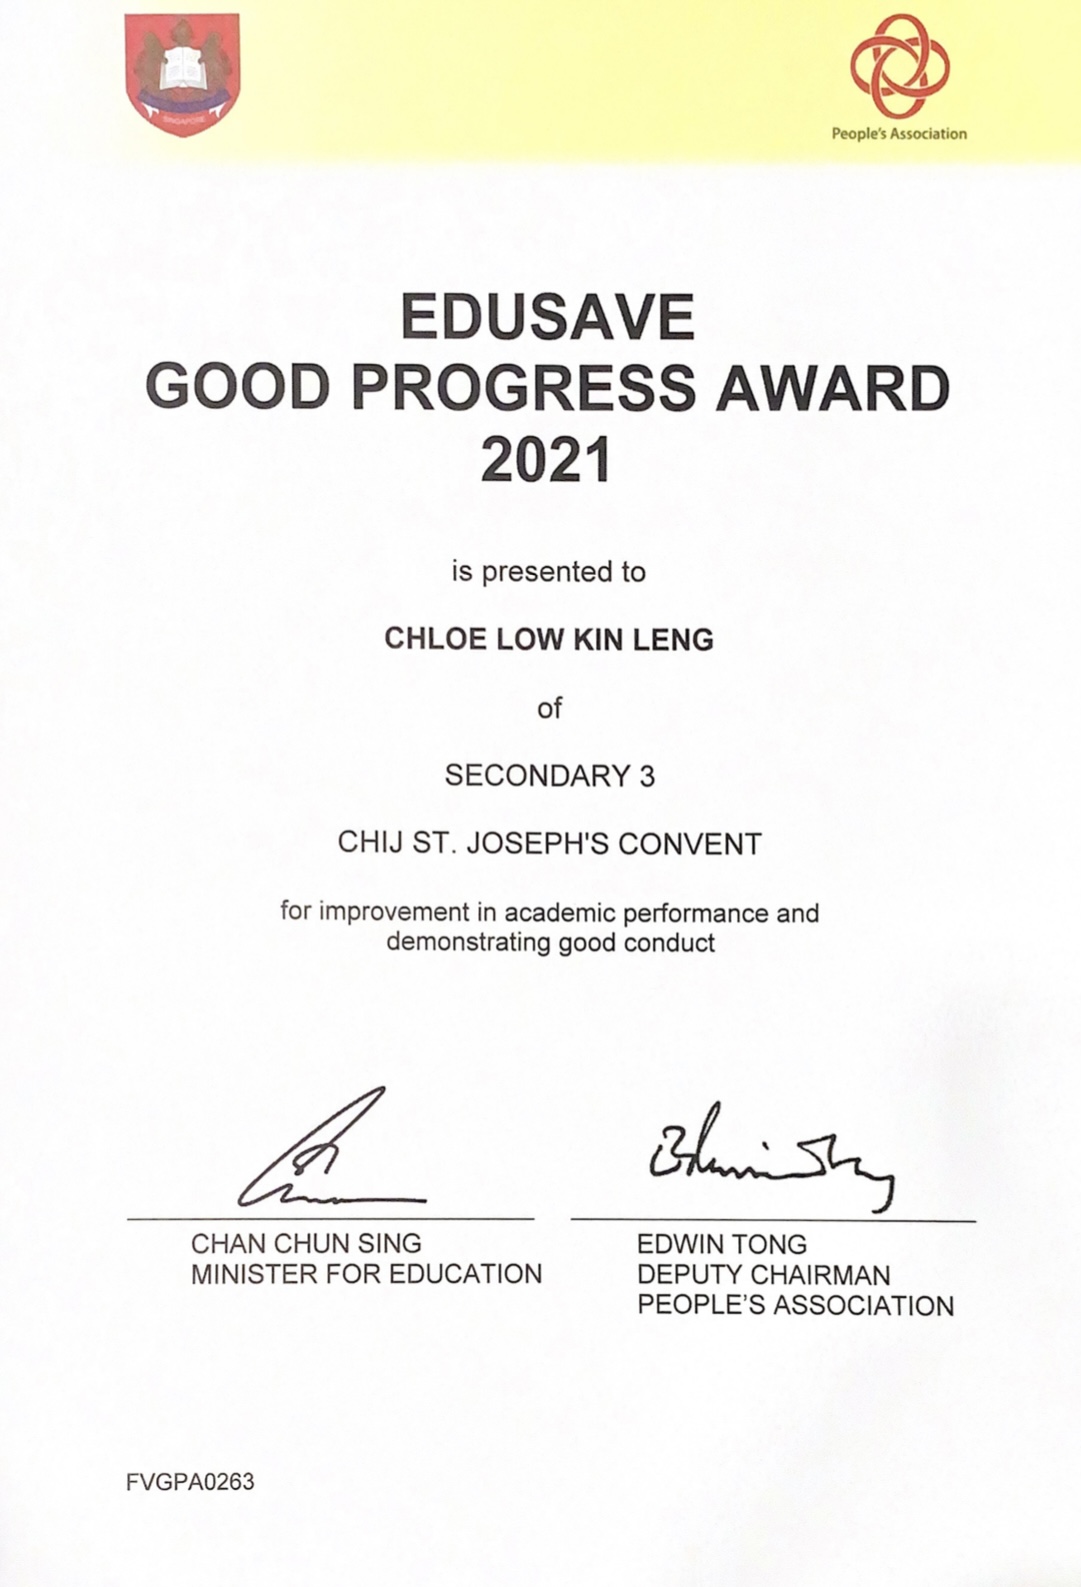 SINGAPORE
People's Association
EDUSAVE
GOOD PROGRESS AWARD
2021
is presented to
CHLOE LOW KIN LENG
of
SECONDARY 3
CHIJ ST. JOSEPH'S CONVENT
for improvement in academic performance and
demonstrating good conduct
CHAN CHUN SING
MINISTER FOR EDUCATION
EDWIN TONG
DEPUTY CHAIRMAN
PEOPLE'S ASSOCIATION
FVGPA0263